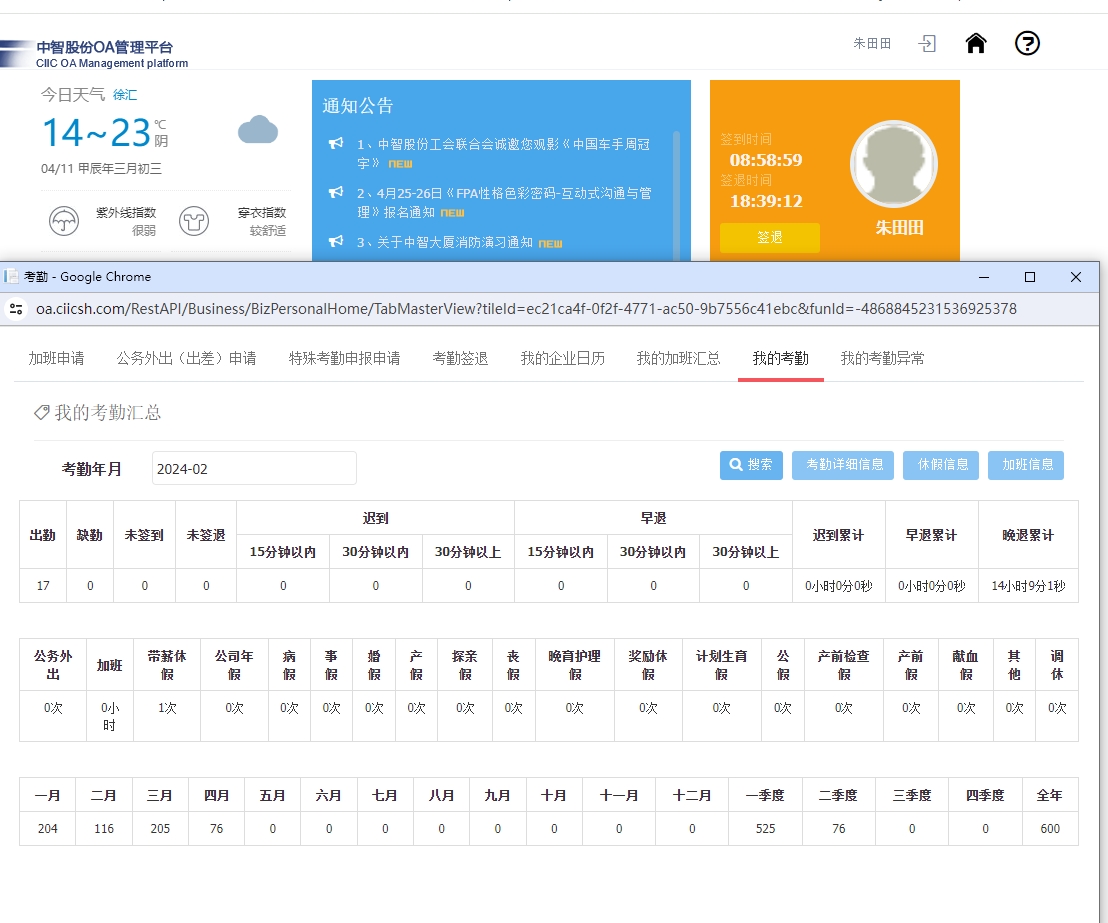 中智股份OA管理平台
CIIC OA Management platform
朱田田
今日天气 徐汇
14~23℃
阴
04/11 甲辰年三月初三
紫外线指数
很弱
穿衣指数
较舒适
通知公告
1、中智股份工会联合会诚邀您观影《中国车手周冠
宇》 NEW
2、4月25-26日《FPA性格色彩密码-互动式沟通与管
理》报名通知 NEW
3、关于中智大厦消防演习通知 NEW
签到时间
08:58:59
签退时间
18:39:12
签退
朱田田
考勤 - Google Chrome
oa.ciicsh.com/RestAPI/Business/BizPersonalHome/TabMasterView?tileId=ec21ca4f-0f2f-4771-ac50-9b7556c41ebc&funId=-4868845231536925378
加班申请 公务外出（出差）申请 特殊考勤申报申请 考勤签退 我的企业日历 我的加班汇总 我的考勤 我的考勤异常
我的考勤汇总
考勤年月 2024-02 搜索 考勤详细信息 休假信息 加班信息
出勤 缺勤 未签到 未签退 迟到 早退 迟到累计 早退累计 晚退累计
15分钟以内 30分钟以内 30分钟以上 15分钟以内 30分钟以内 30分钟以上
17 0 0 0 0 0 0 0 0 0 0小时0分0秒 0小时0分0秒 14小时9分1秒
公务外出 加班 带薪休假 公司年假 病假 事假 婚假 产假 探亲假 丧假 晚育护理假 奖励休假 计划生育假 公假 产前检查假 产前假 献血假 其他 调休
0次 0小时 1次 0次 0次 0次 0次 0次 0次 0次 0次 0次 0次 0次 0次 0次 0次 0次 0次
一月 二月 三月 四月 五月 六月 七月 八月 九月 十月 十一月 十二月 一季度 二季度 三季度 四季度 全年
204 116 205 76 0 0 0 0 0 0 0 0 525 76 0 0 600